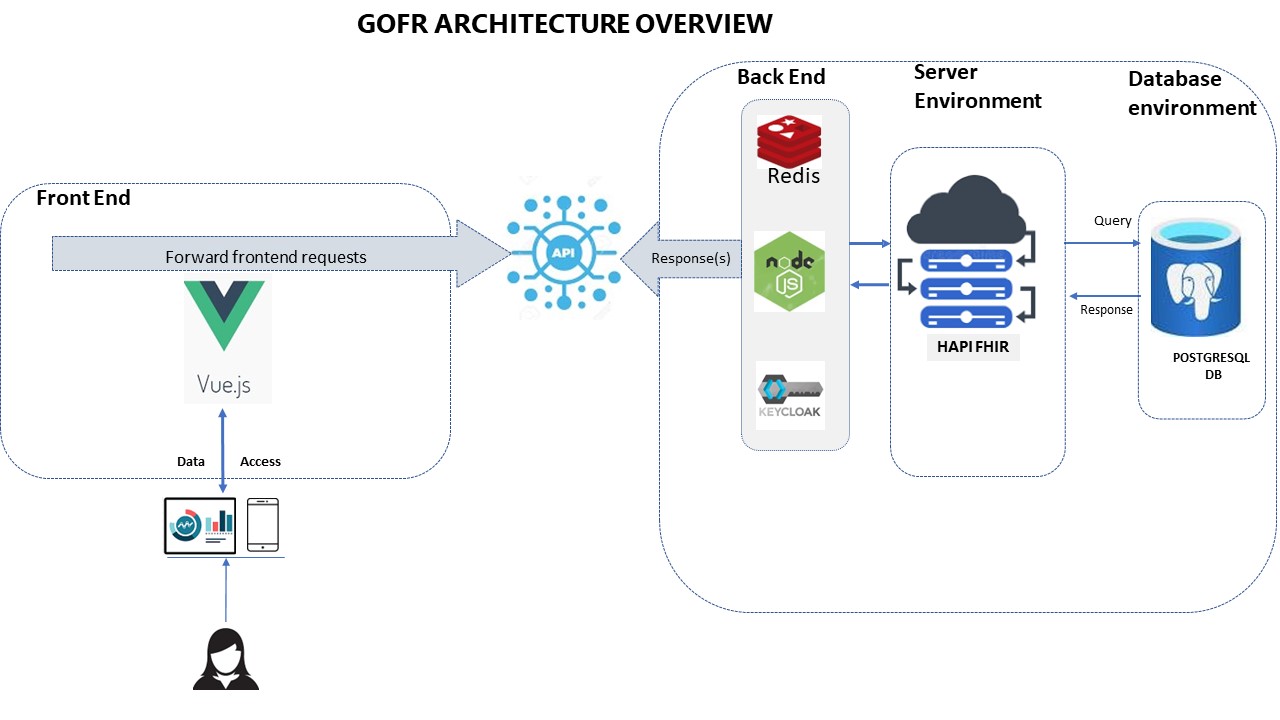 GOFR ARCHITECTURE OVERVIEW
Front End
Forward frontend requests
Vue.js
Data Access
API
Response(s)
Back End
Redis
node
JS
KEYCLOAK
Server
Environment
HAPI FHIR
Database
environment
Query
Response
POSTGRESQL
DB